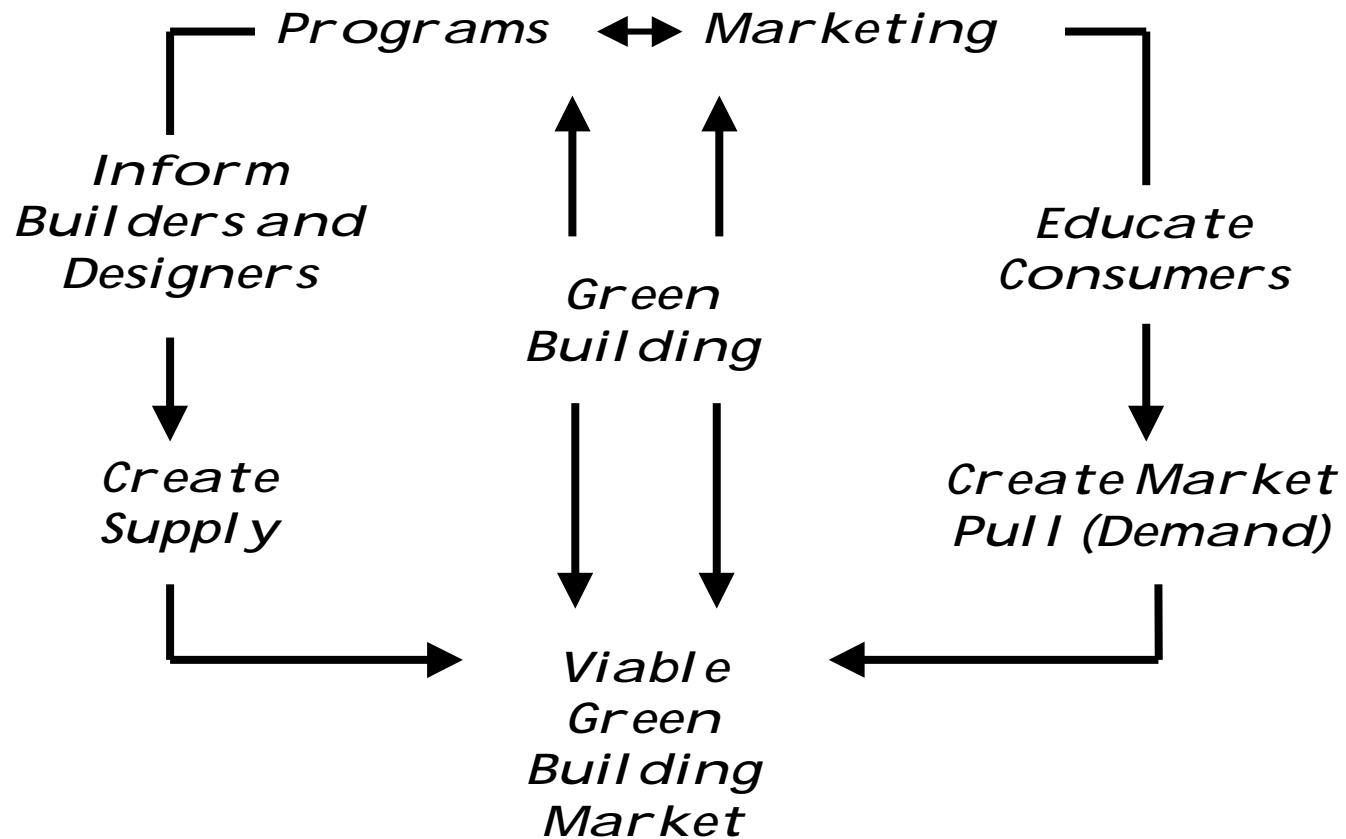 Programs
Marketing
Inform
Builders and
Designers
Create
Supply
Green
Building
Educate
Consumers
Create Market
Pull (Demand)
Viable
Green
Building
Market